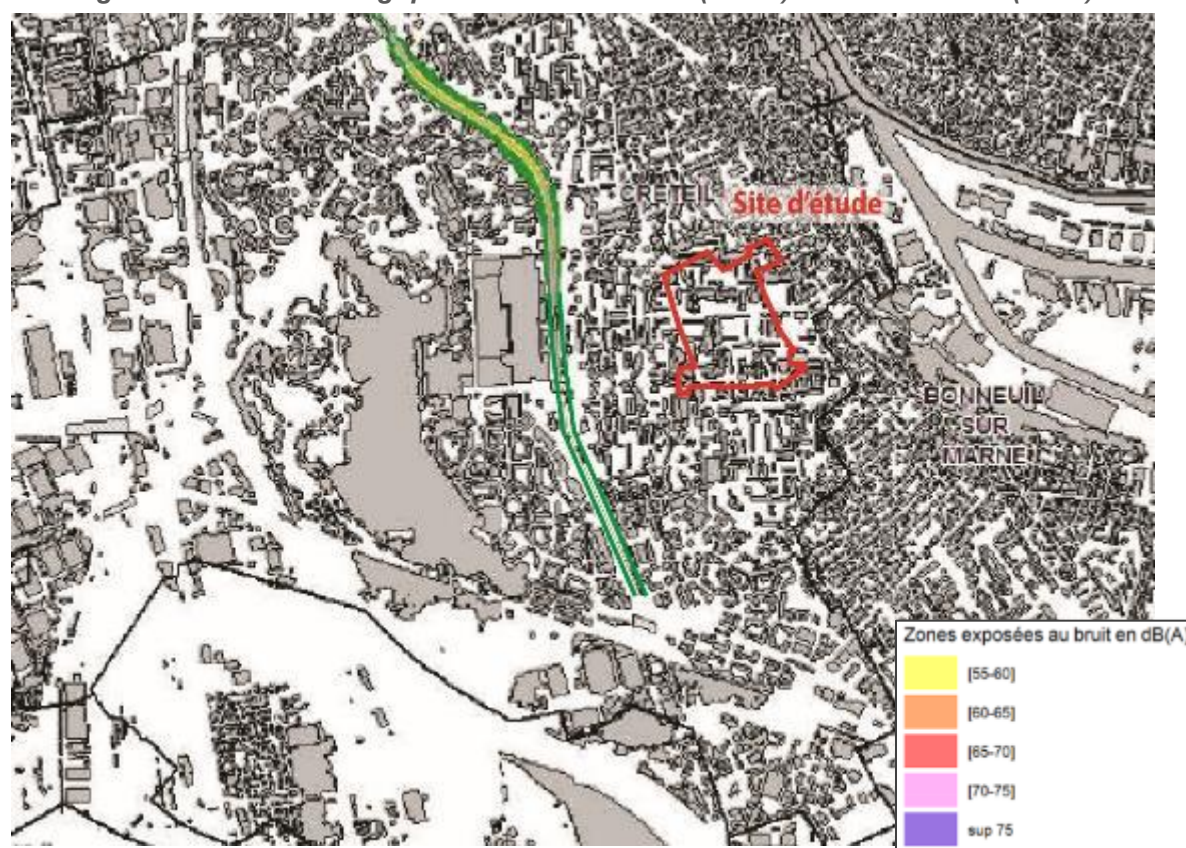 CRETEIL
Site d'étude
BONNEUIL
SUR
MARNE
Zones exposées au bruit en dB(A)
[55-60]
[60-65]
[65-70]
[70-75]
sup 75